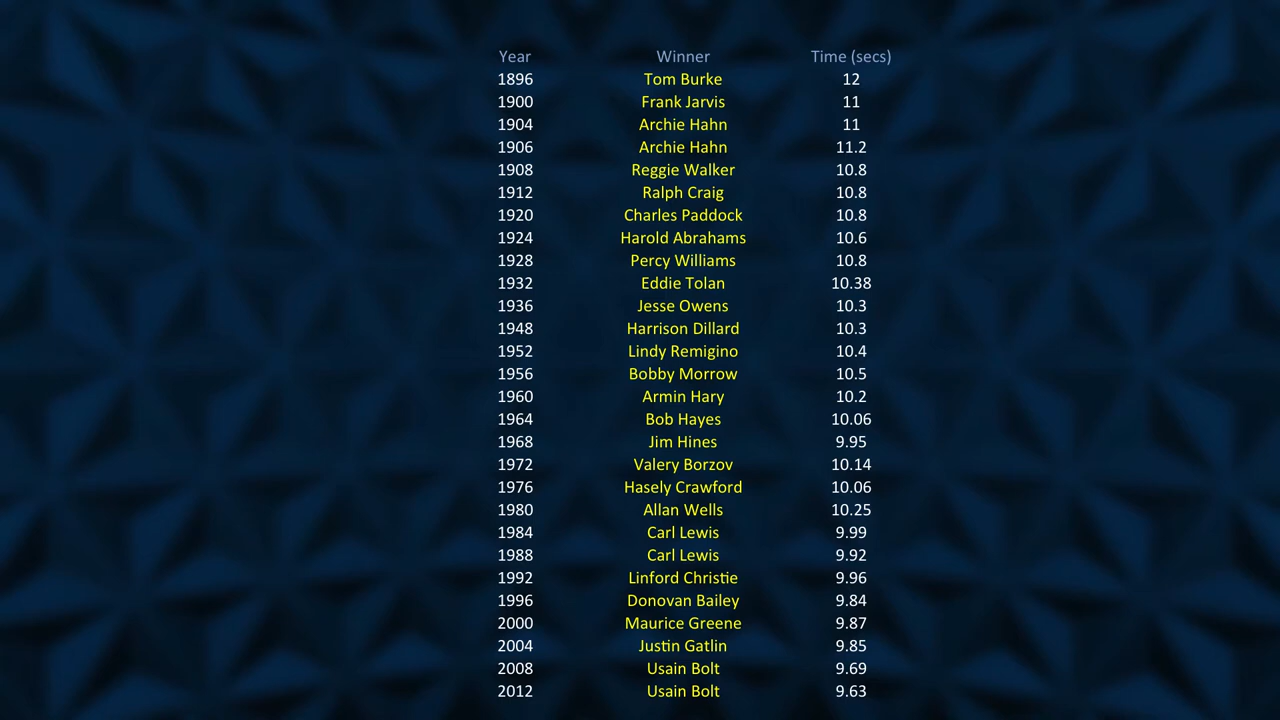 Year Winner Time (secs)
1896 Tom Burke 12
1900 Frank Jarvis 11
1904 Archie Hahn 11
1906 Archie Hahn 11.2
1908 Reggie Walker 10.8
1912 Ralph Craig 10.8
1920 Charles Paddock 10.8
1924 Harold Abrahams 10.6
1928 Percy Williams 10.8
1932 Eddie Tolan 10.38
1936 Jesse Owens 10.3
1948 Harrison Dillard 10.3
1952 Lindy Remigino 10.4
1956 Bobby Morrow 10.5
1960 Armin Hary 10.2
1964 Bob Hayes 10.06
1968 Jim Hines 9.95
1972 Valery Borzov 10.14
1976 Hasely Crawford 10.06
1980 Allan Wells 10.25
1984 Carl Lewis 9.99
1988 Carl Lewis 9.92
1992 Linford Christie 9.96
1996 Donovan Bailey 9.84
2000 Maurice Greene 9.87
2004 Justin Gatlin 9.85
2008 Usain Bolt 9.69
2012 Usain Bolt 9.63